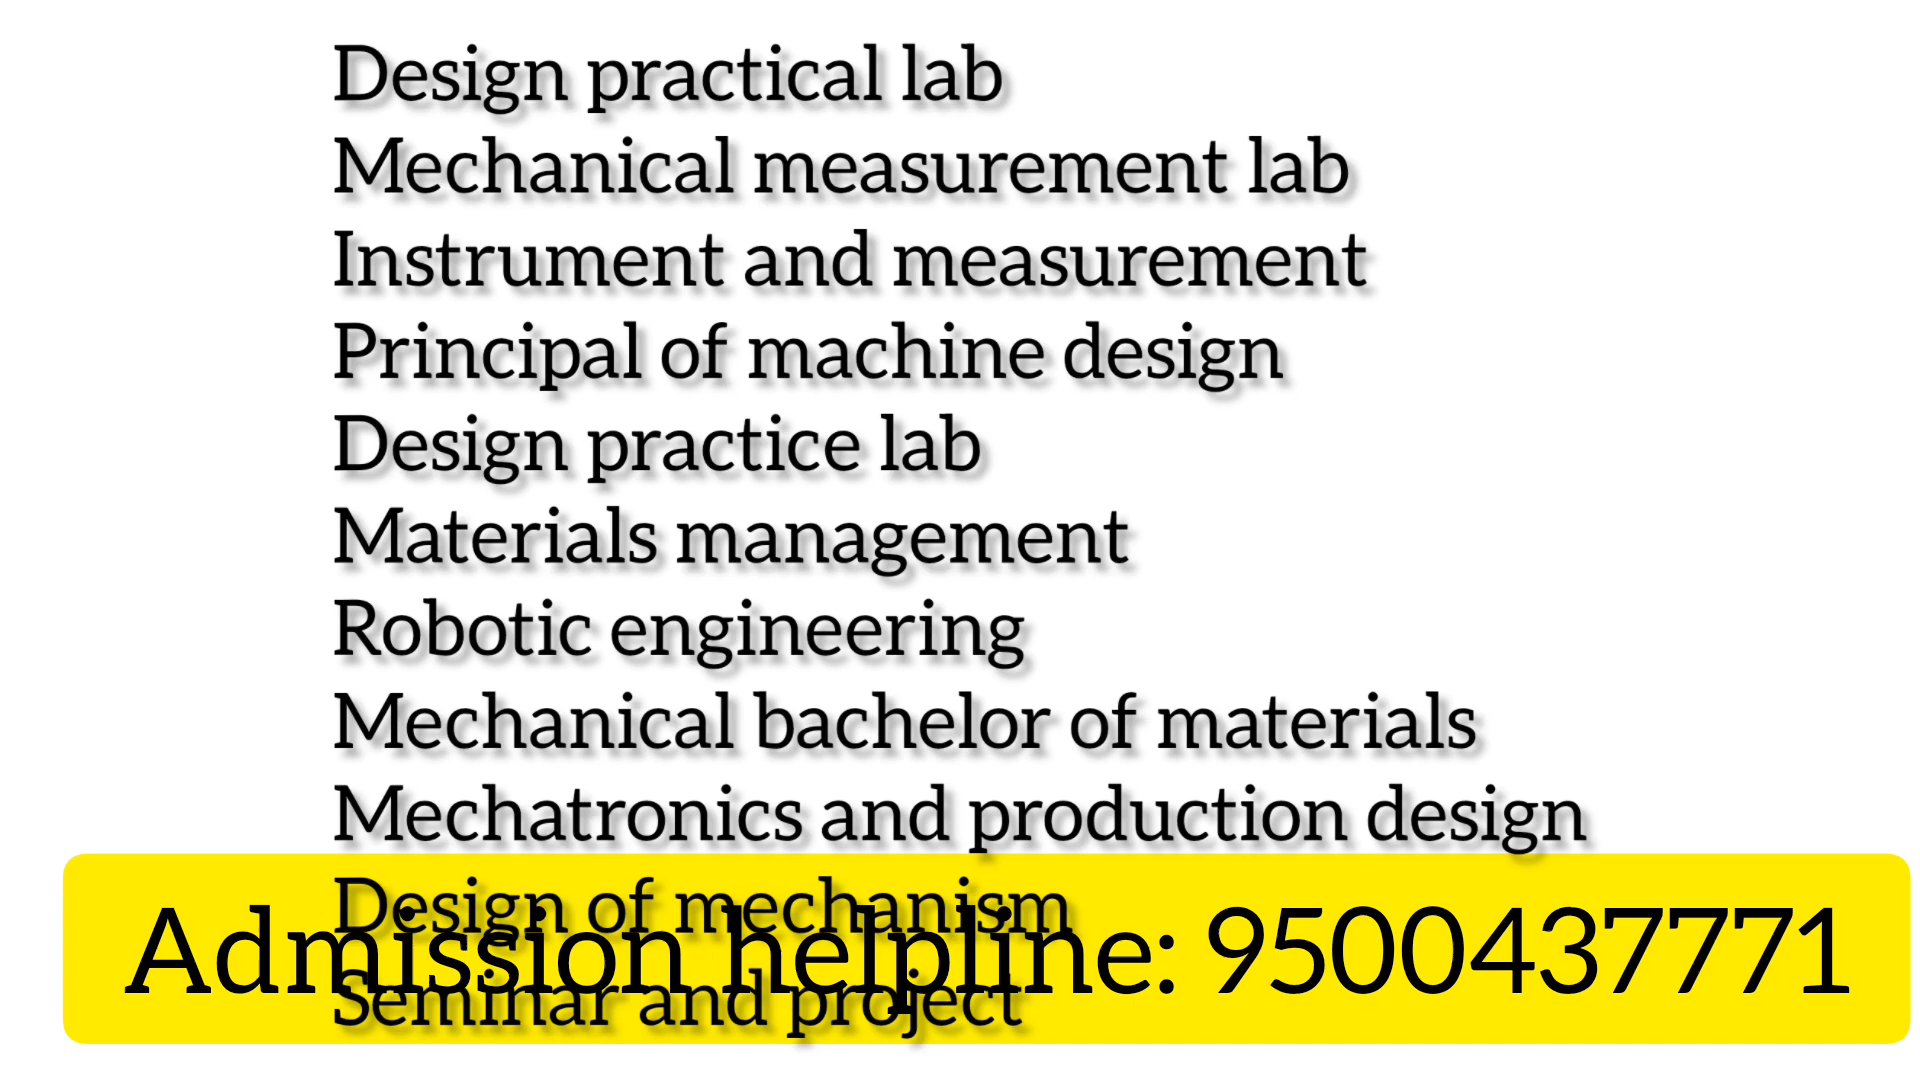 Design practical lab
Mechanical measurement lab
Instrument and measurement
Principal of machine design
Design practice lab
Materials management
Robotic engineering
Mechanical bachelor of materials
Mechatronics and production design
Design of mechanism
Admission helpline: 9500437771
Seminar and project